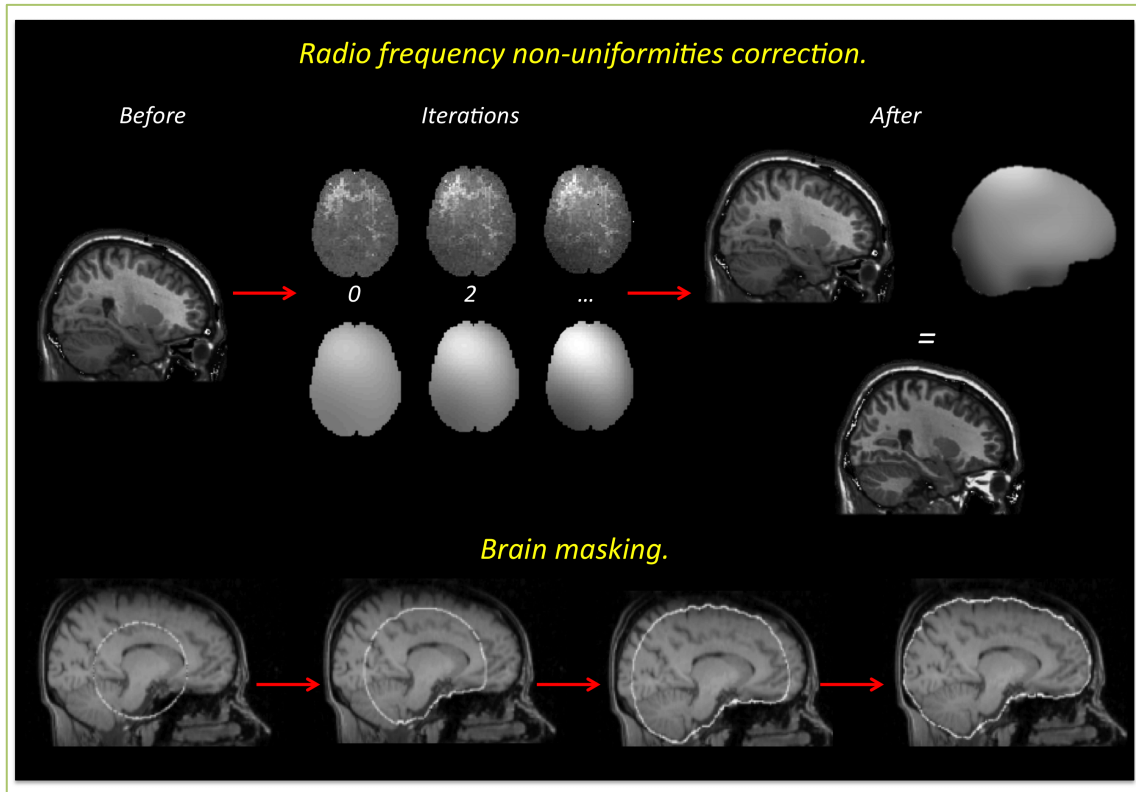 Radio frequency non-uniformities correction.
Before
Iterations
After
0
2
...
=
Brain masking.